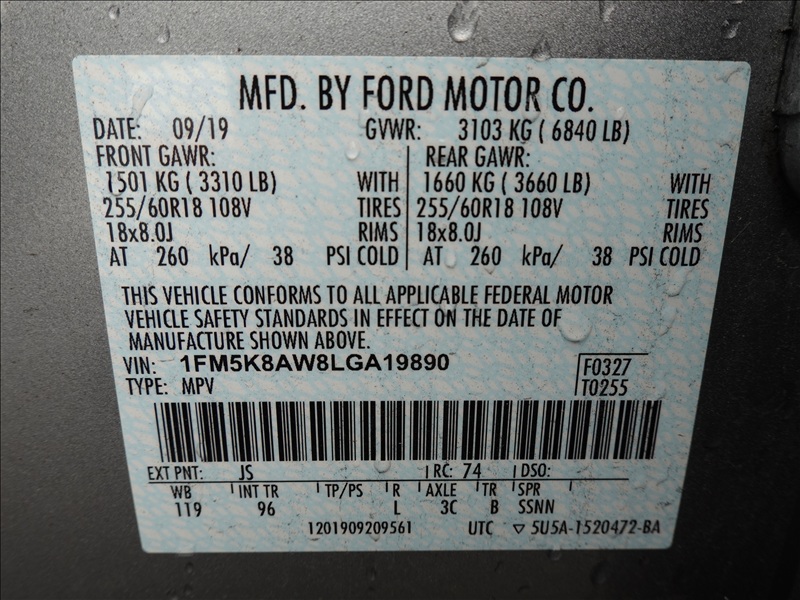 MFD. BY FORD MOTOR CO.
DATE: 09/19 GVWR: 3103 KG ( 6840 LB)
FRONT GAWR: REAR GAWR:
1501 KG ( 3310 LB) WITH 1660 KG ( 3660 LB) WITH
255/60R18 108V TIRES 255/60R18 108V TIRES
18x8.0J RIMS 18x8.0J RIMS
AT 260 kPa/ 38 PSI COLD AT 260 kPa/ 38 PSI COLD
THIS VEHICLE CONFORMS TO ALL APPLICABLE FEDERAL MOTOR
VEHICLE SAFETY STANDARDS IN EFFECT ON THE DATE OF
MANUFACTURE SHOWN ABOVE.
VIN: 1FM5K8AW8LGA19890 F0327
TYPE: MPV T0255
EXT PNT: JS RC: 74 DSO:
WB INT TR TP/PS R AXLE TR SPR
119 96 L 3C B SSNN
1201909209561 UTC ▽ 5U5A-1520472-BA